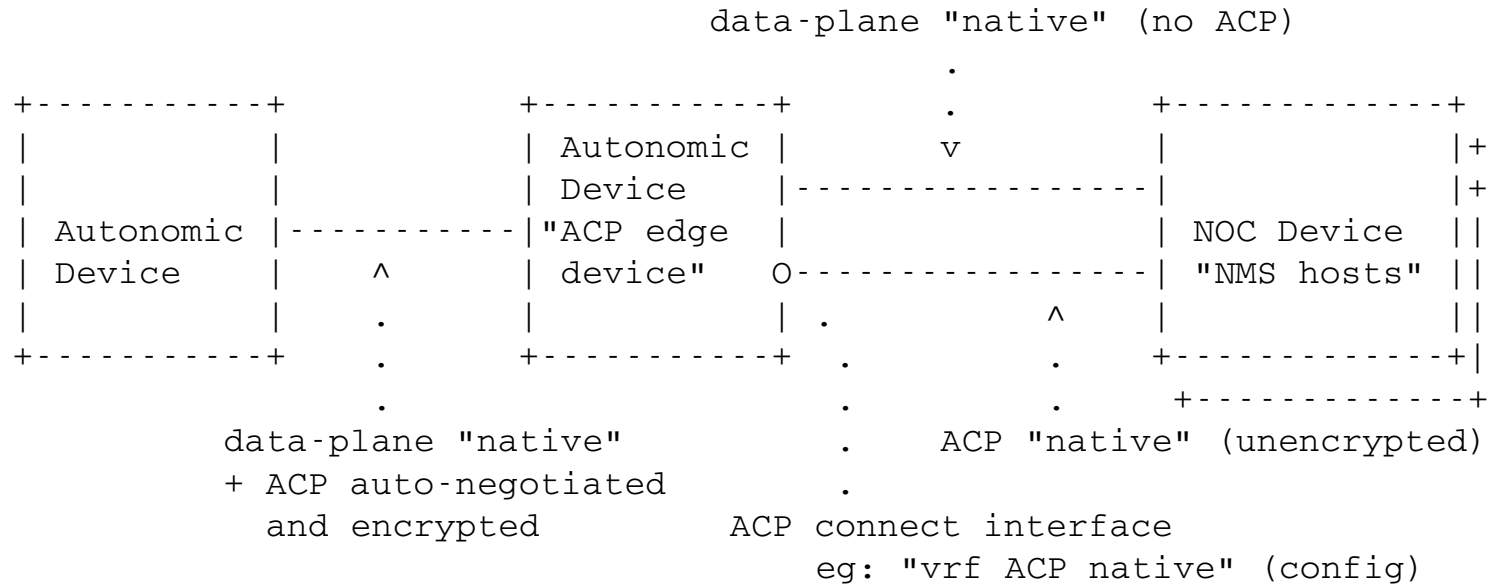 data-plane "native" (no ACP)
Autonomic
Device
Autonomic
Device
"ACP edge
device"
NOC Device
"NMS hosts"
data-plane "native"
+ ACP auto-negotiated
and encrypted
ACP "native" (unencrypted)
ACP connect interface
eg: "vrf ACP native" (config)